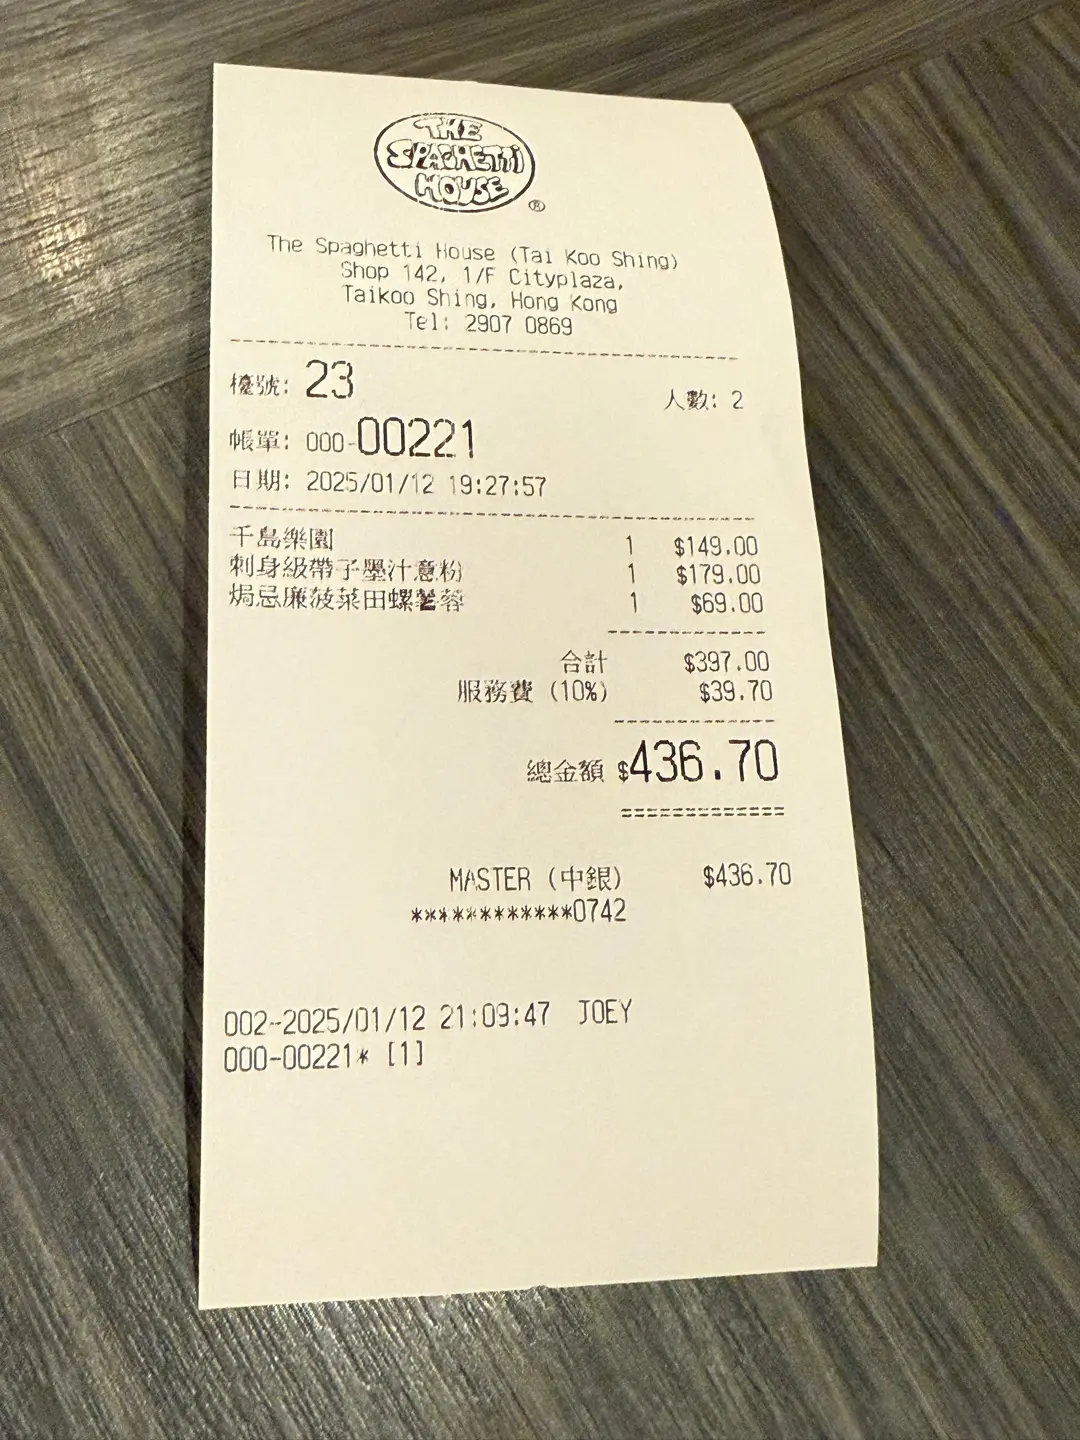 THE
SPAGHETTI
HOUSE
®
The Spaghetti House (Tai Koo Shing)
Shop 142, 1/F Cityplaza,
Taikoo Shing, Hong Kong
Tel: 2907 0869
檯號: 23 人數: 2
帳單: 000-00221
日期: 2025/01/12 19:27:57
千島樂園 1 $149.00
刺身級帶子墨汁意粉 1 $179.00
焗忌廉菠菜田螺薯蓉 1 $69.00
合計 $397.00
服務費 (10%) $39.70
總金額 $436.70
============
MASTER (中銀) $436.70
************0742
002-2025/01/12 21:09:47 JOEY
000-00221* [1]